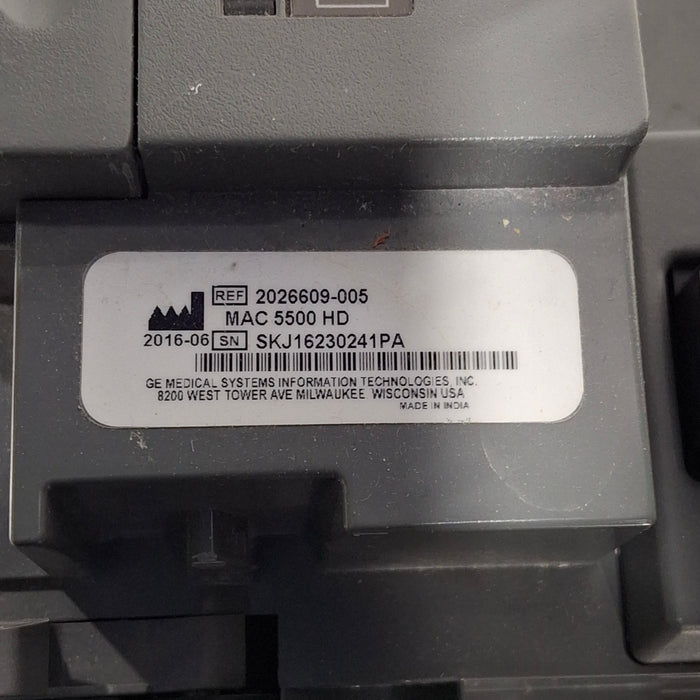 REF 2026609-005
MAC 5500 HD
2016-06 SN SKJ16230241PA
GE MEDICAL SYSTEMS INFORMATION TECHNOLOGIES, INC.
8200 WEST TOWER AVE MILWAUKEE WISCONSIN USA
MADE IN INDIA